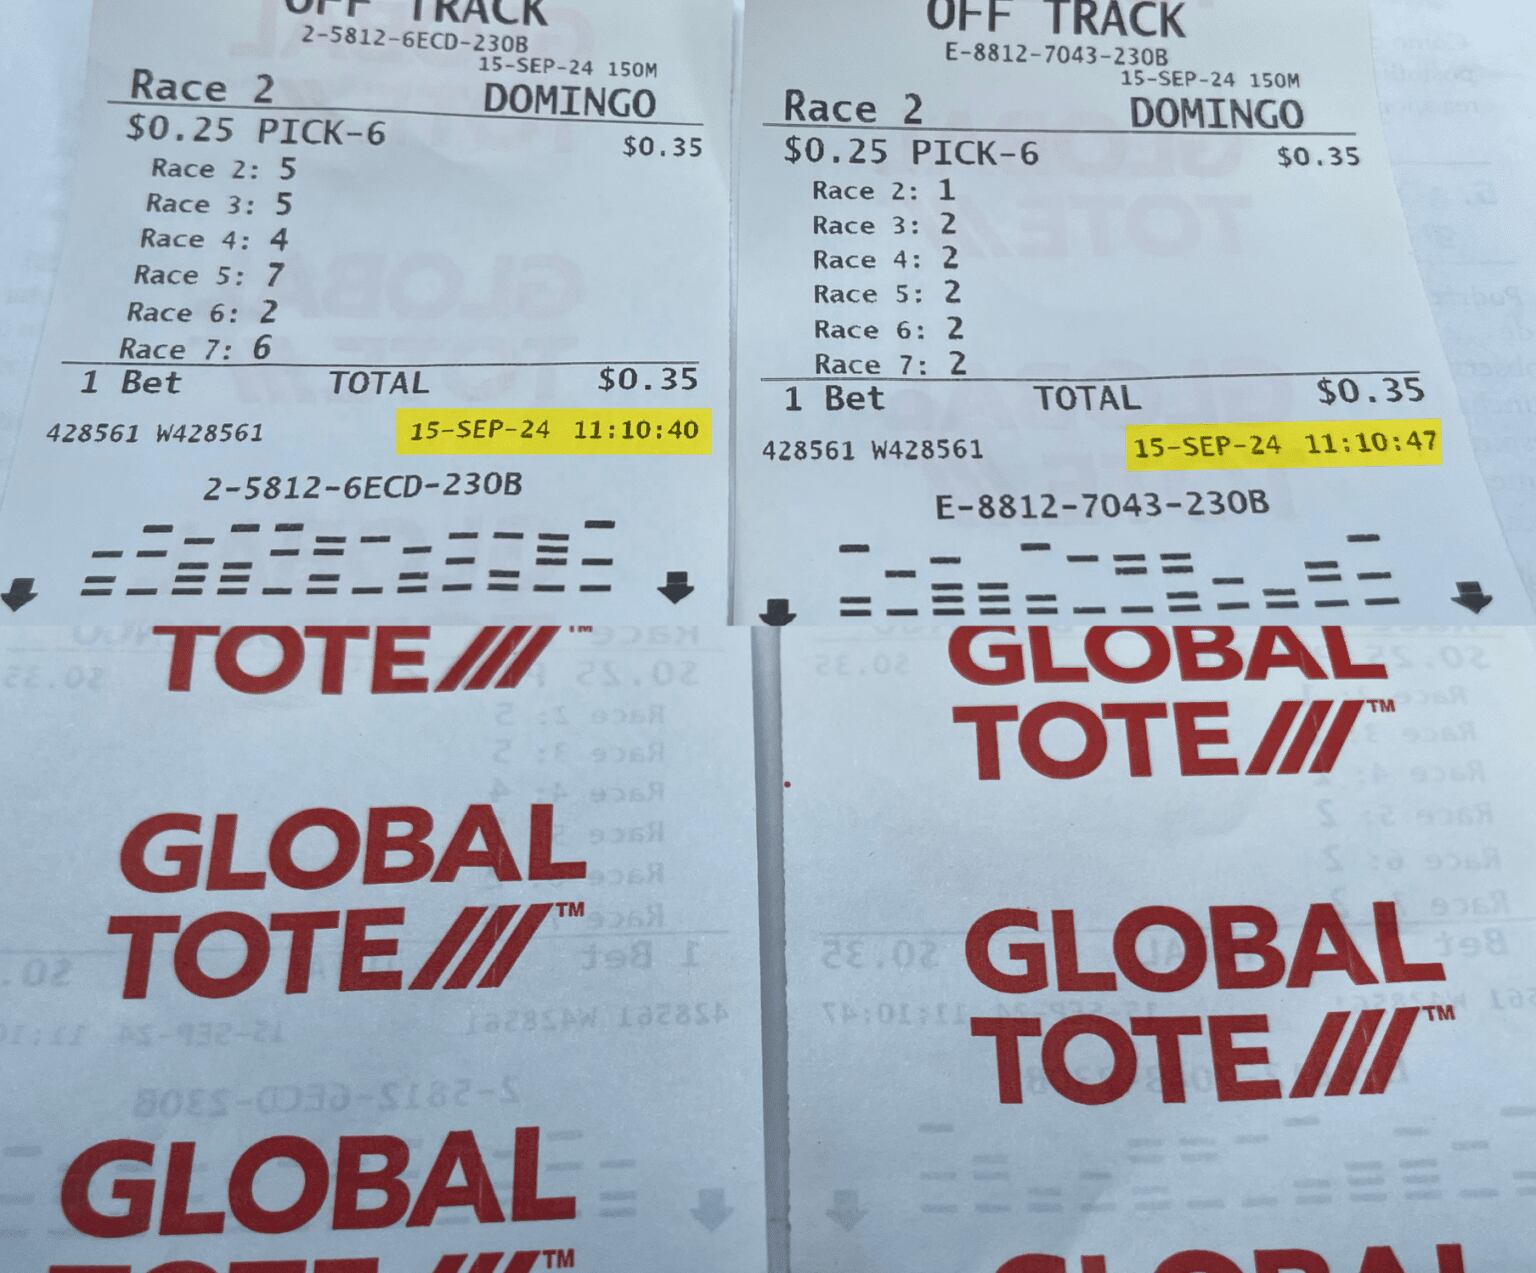 OFF TRACK
2-5812-6ECD-230B
15-SEP-24 150M
Race 2 DOMINGO
$0.25 PICK-6 $0.35
Race 2: 5
Race 3: 5
Race 4: 4
Race 5: 7
Race 6: 2
Race 7: 6
1 Bet TOTAL $0.35
428561 W428561 15-SEP-24 11:10:40
2-5812-6ECD-230B
OFF TRACK
E-8812-7043-230B
15-SEP-24 150M
Race 2 DOMINGO
$0.25 PICK-6 $0.35
Race 2: 1
Race 3: 2
Race 4: 2
Race 5: 2
Race 6: 2
Race 7: 2
1 Bet TOTAL $0.35
428561 W428561 15-SEP-24 11:10:47
E-8812-7043-230B
TOTE ™
GLOBAL
TOTE ™
GLOBAL
™
GLOBAL
TOTE ™
GLOBAL
TOTE ™
GLOBAL